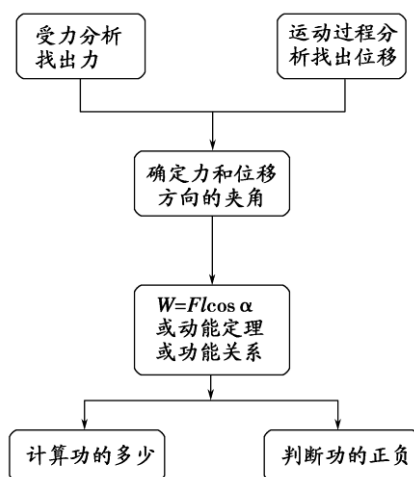 受力分析
找出力
运动过程分
析找出位移
确定力和位移
方向的夹角
W=Flcos α
或动能定理
或功能关系
计算功的多少
判断功的正负